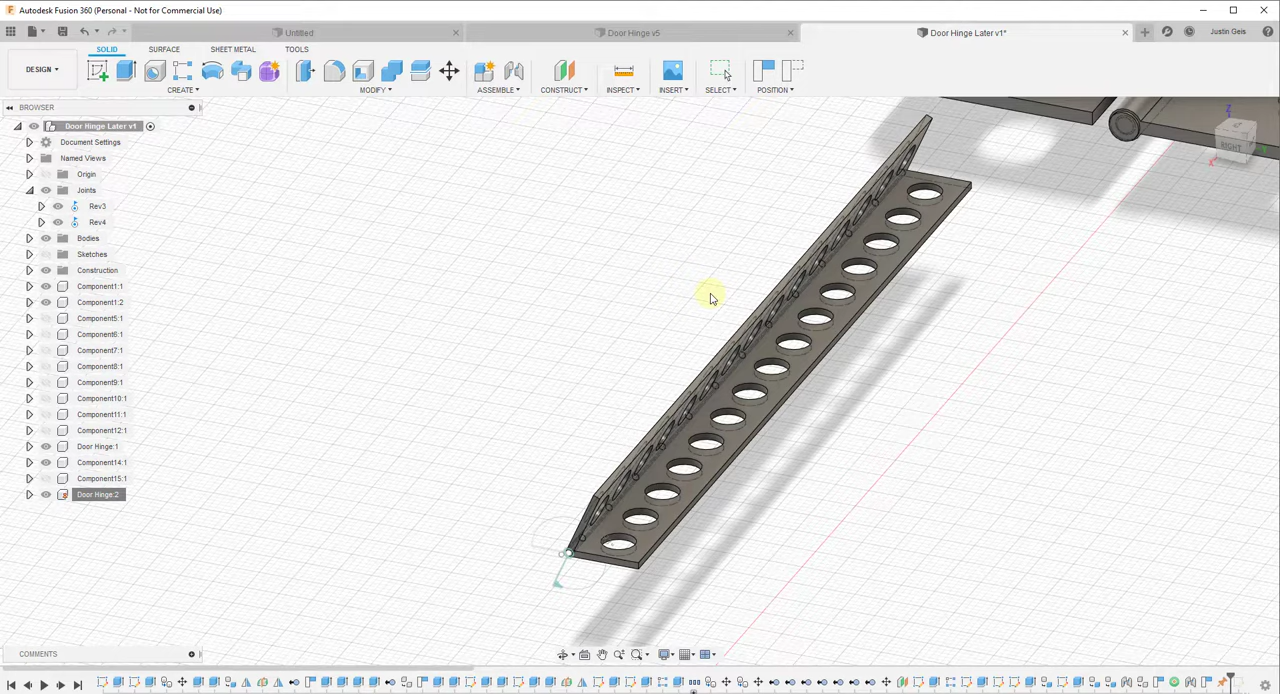 Autodesk Fusion 360 (Personal - Not for Commercial Use)
Untitled
Door Hinge v5
Door Hinge Later v1*
Justin Geis
DESIGN
SOLID
SURFACE
SHEET METAL
TOOLS
CREATE
MODIFY
ASSEMBLE
CONSTRUCT
INSPECT
INSERT
SELECT
POSITION
BROWSER
Door Hinge Later v1
Document Settings
Named Views
Origin
Joints
Rev3
Rev4
Bodies
Sketches
Construction
Component1:1
Component1:2
Component5:1
Component6:1
Component7:1
Component8:1
Component9:1
Component10:1
Component11:1
Component12:1
Door Hinge:1
Component14:1
Component15:1
Door Hinge:2
Z
RIGHT
X
Y
COMMENTS